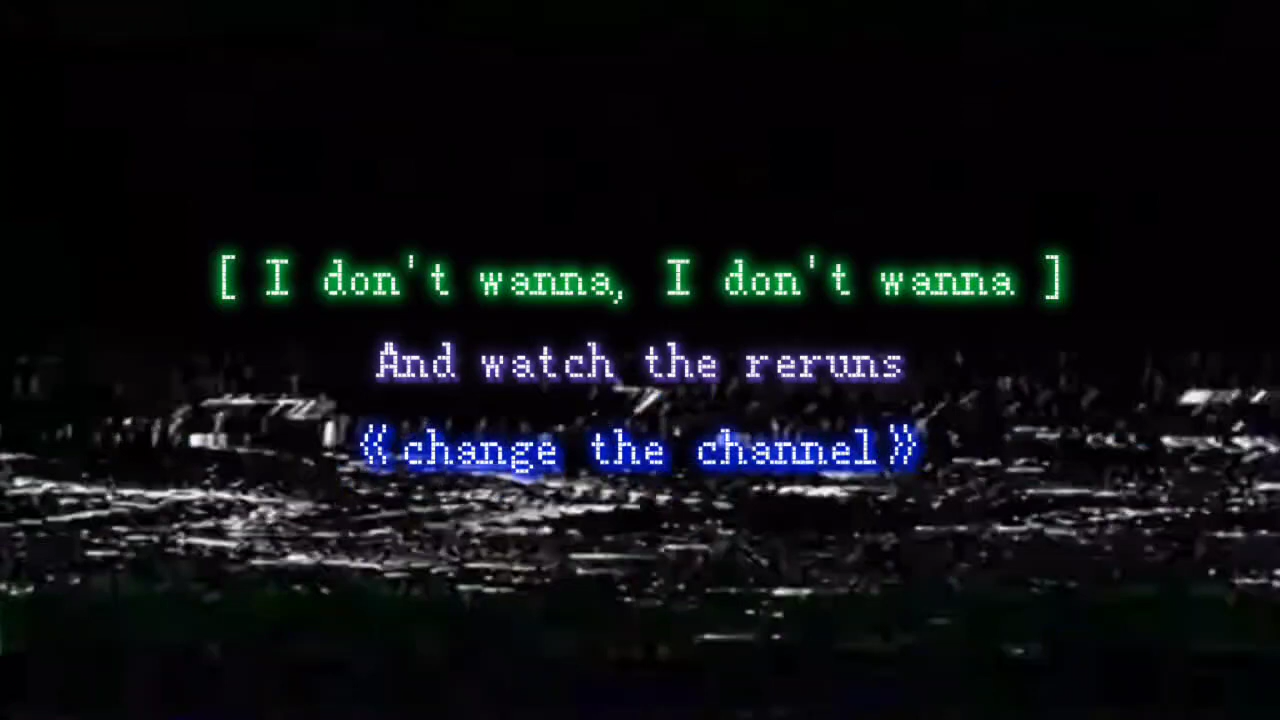 [ I don't wanna, I don't wanna ]
And watch the reruns
《change the channel》